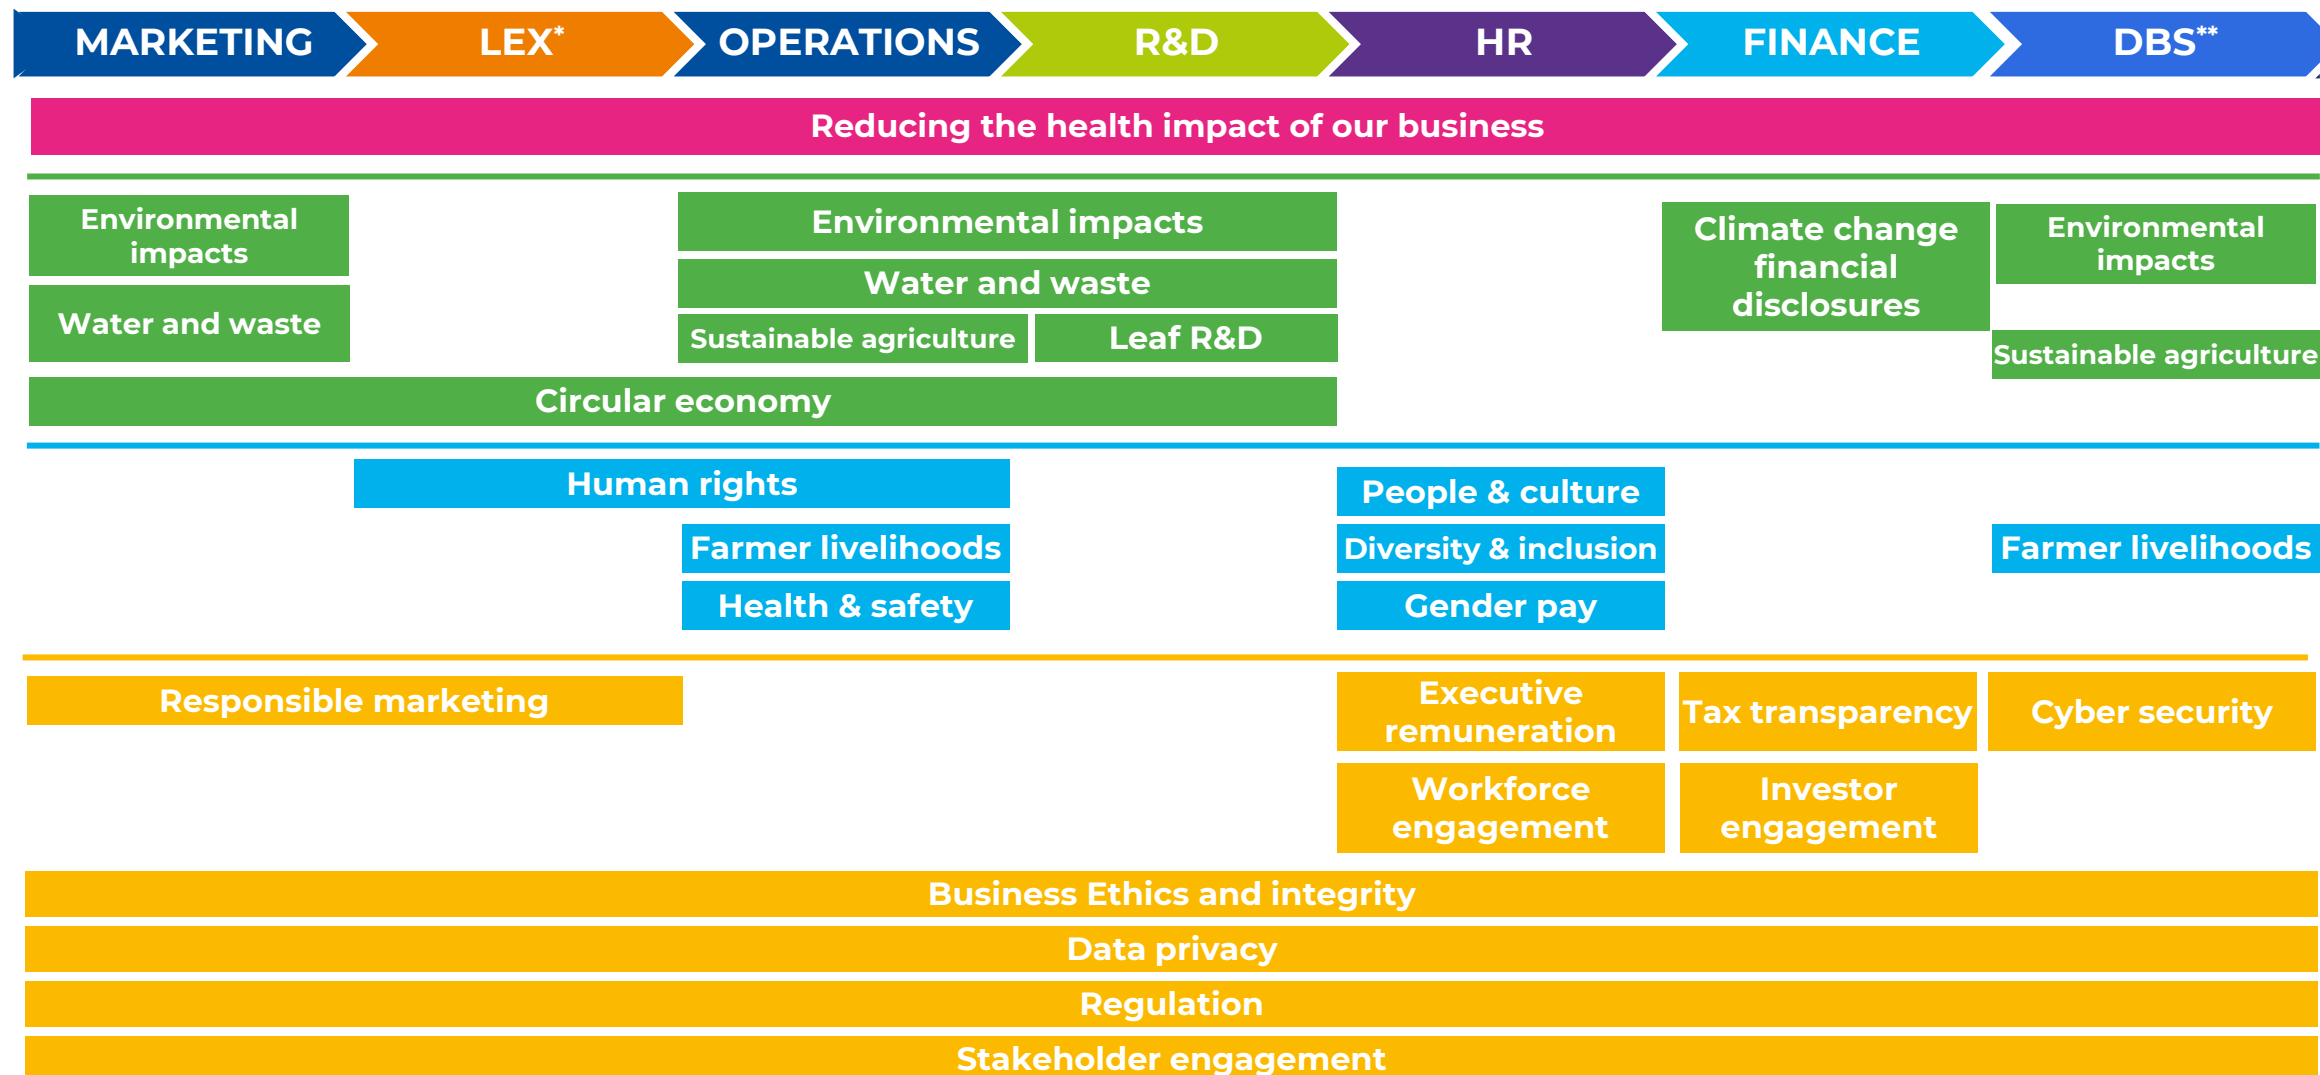 MARKETING
LEX*
OPERATIONS
R&D
HR
FINANCE
DBS**
Reducing the health impact of our business
Environmental
impacts
Environmental impacts
Climate change
financial
disclosures
Environmental
impacts
Water and waste
Water and waste
Sustainable agriculture
Leaf R&D
Sustainable agriculture
Circular economy
Human rights
People & culture
Farmer livelihoods
Diversity & inclusion
Farmer livelihoods
Health & safety
Gender pay
Responsible marketing
Executive
remuneration
Tax transparency
Cyber security
Workforce
engagement
Investor
engagement
Business Ethics and integrity
Data privacy
Regulation
Stakeholder engagement